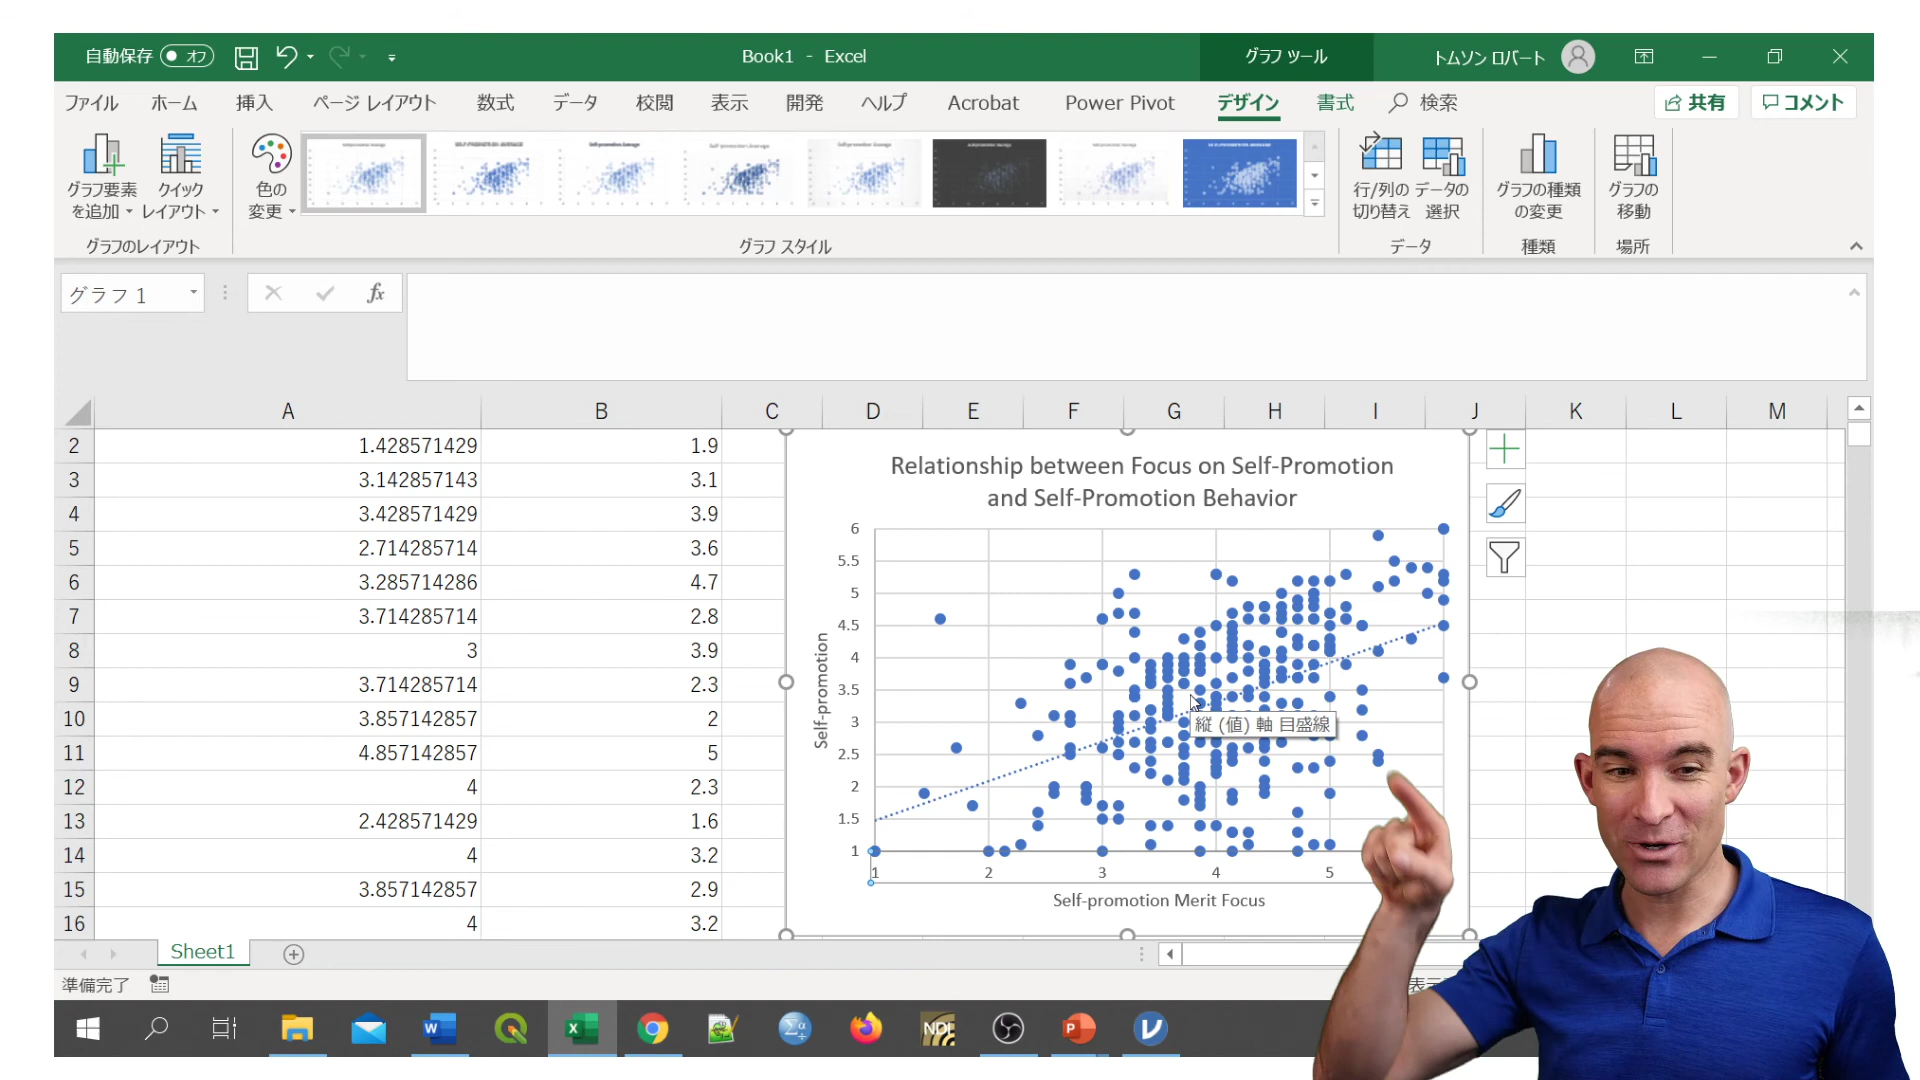 自動保存 オフ
Book1 - Excel
グラフ ツール
トムソン ロバート
ファイル ホーム 挿入 ページ レイアウト 数式 データ 校閲 表示 開発 ヘルプ Acrobat Power Pivot デザイン 書式 検索 共有 コメント
グラフ要素を追加
クイックレイアウト
色の変更
行/列の切り替え
データの選択
グラフの種類の変更
グラフの移動
グラフのレイアウト グラフ スタイル データ 種類 場所
グラフ 1 fx
A B C D E F G H I J K L M
2 1.428571429 1.9
3 3.142857143 3.1
4 3.428571429 3.9
5 2.714285714 3.6
6 3.285714286 4.7
7 3.714285714 2.8
8 3 3.9
9 3.714285714 2.3
10 3.857142857 2
11 4.857142857 5
12 4 2.3
13 2.428571429 1.6
14 4 3.2
15 3.857142857 2.9
16 4 3.2
Relationship between Focus on Self-Promotion
and Self-Promotion Behavior
Self-promotion
6
5.5
5
4.5
4
3.5
3
2.5
2
1.5
1
縦 (値) 軸 目盛線
1 2 3 4 5
Self-promotion Merit Focus
Sheet1
準備完了
NDI